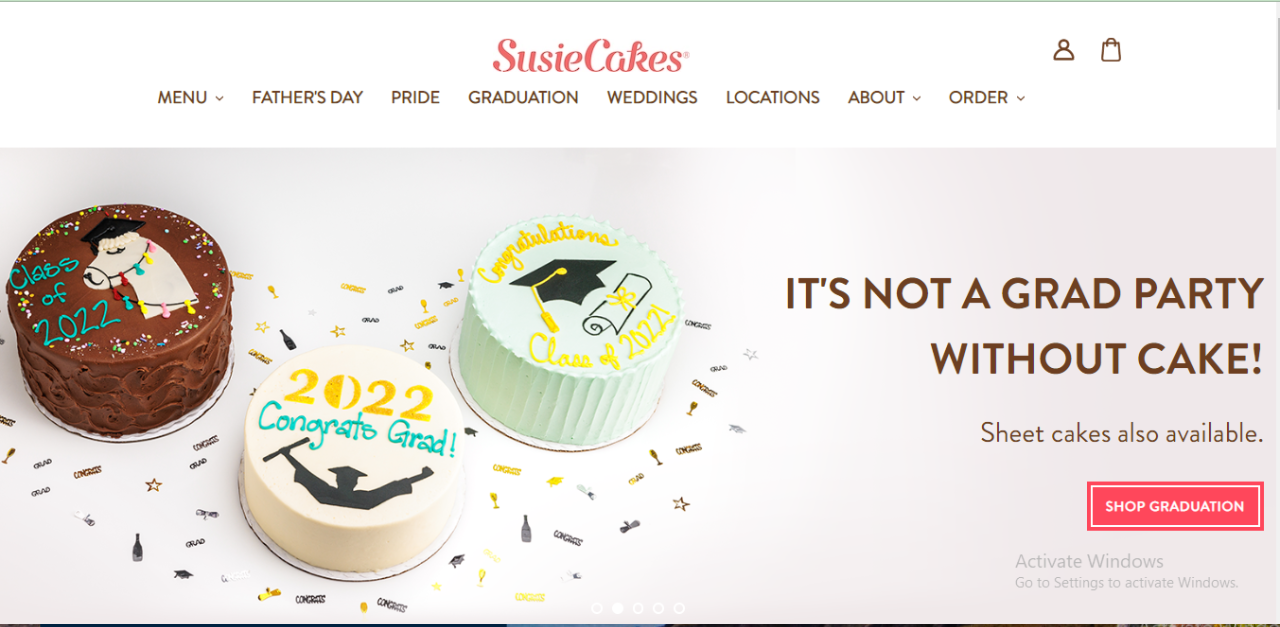 SusieCakes®
MENU FATHER'S DAY PRIDE GRADUATION WEDDINGS LOCATIONS ABOUT ORDER
Class
of
2022
2022
Congrats Grad!
Congratulations
Class of 2022!
IT'S NOT A GRAD PARTY
WITHOUT CAKE!
Sheet cakes also available.
SHOP GRADUATION
Activate Windows
Go to Settings to activate Windows.
CONGRATS
GRAD